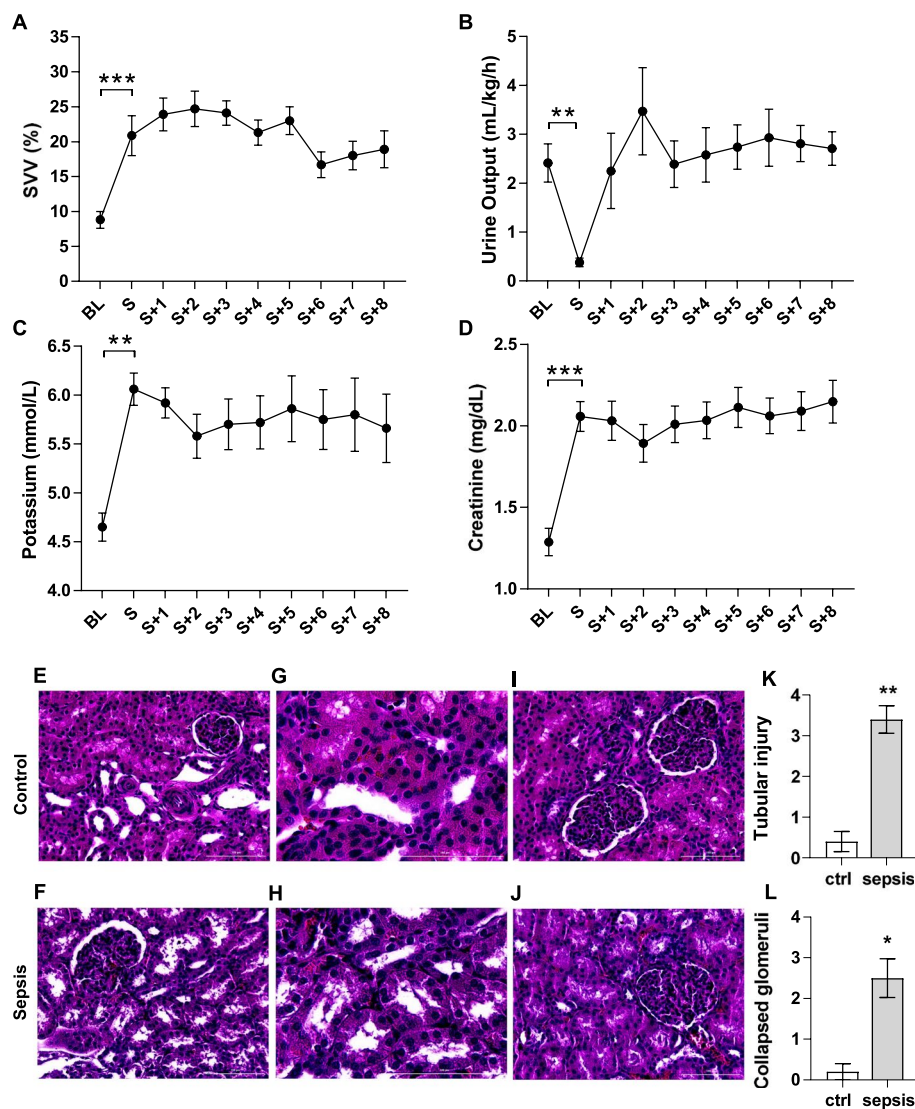 A
SVV (%)
35
30
25
20
15
10
5
0
***
BL
S
S+1
S+2
S+3
S+4
S+5
S+6
S+7
S+8
B
Urine Output (mL/kg/h)
5
4
3
2
1
0
**
BL
S
S+1
S+2
S+3
S+4
S+5
S+6
S+7
S+8
C
Potassium (mmol/L)
6.5
6.0
5.5
5.0
4.5
4.0
**
BL
S
S+1
S+2
S+3
S+4
S+5
S+6
S+7
S+8
D
Creatinine (mg/dL)
2.5
2.0
1.5
1.0
***
BL
S
S+1
S+2
S+3
S+4
S+5
S+6
S+7
S+8
E
G
I
Control
F
H
J
Sepsis
K
Tubular injury
4
3
2
1
0
**
ctrl
sepsis
L
Collapsed glomeruli
4
3
2
1
0
*
ctrl
sepsis